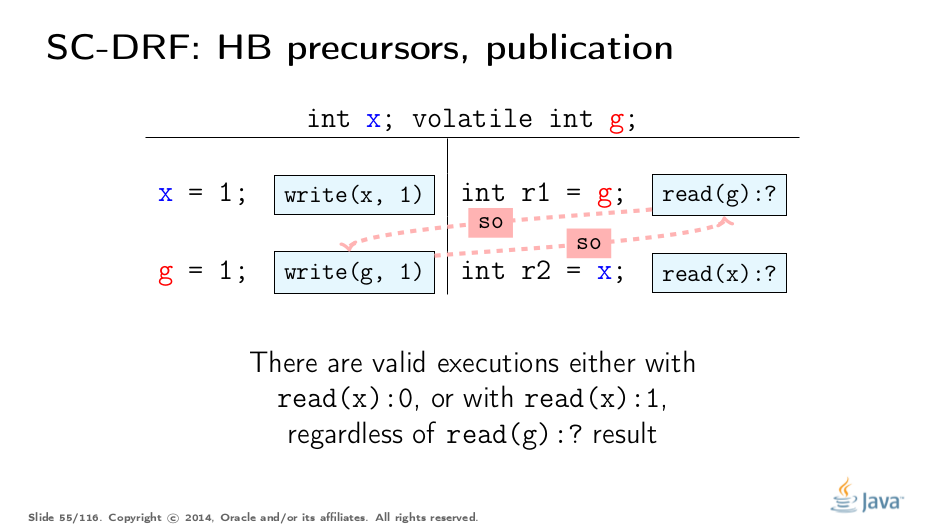 SC-DRF: HB precursors, publication
int x; volatile int g;
x = 1; write(x, 1) int r1 = g; read(g):?
so
so
g = 1; write(g, 1) int r2 = x; read(x):?
There are valid executions either with
read(x):0, or with read(x):1,
regardless of read(g):? result
Java
Slide 55/116. Copyright © 2014, Oracle and/or its affiliates. All rights reserved.